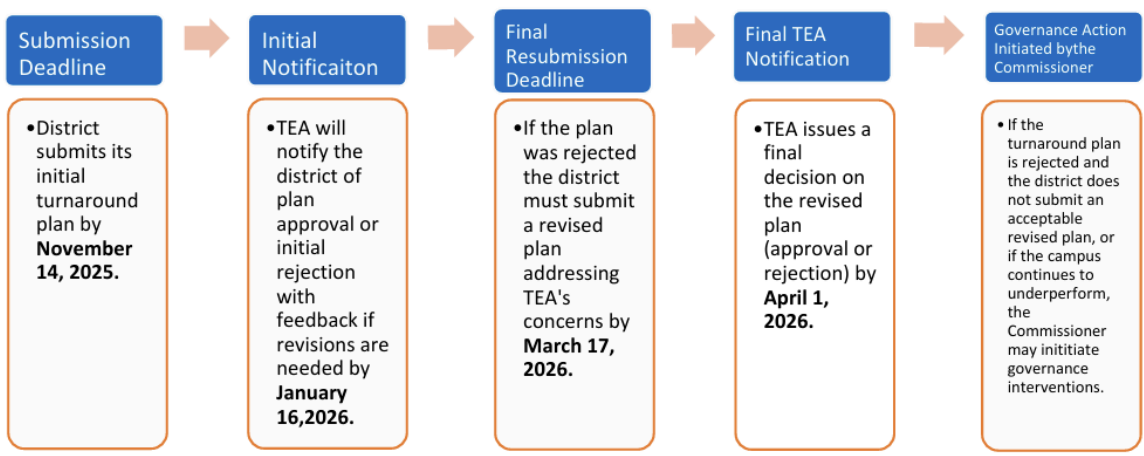 Submission
Deadline
•District
submits its
initial
turnaround
plan by
November
14, 2025.
Initial
Notificaiton
•TEA will
notify the
district of
plan
approval or
initial
rejection
with
feedback if
revisions are
needed by
January
16,2026.
Final
Resubmission
Deadline
•If the plan
was rejected
the district
must submit
a revised
plan
addressing
TEA's
concerns by
March 17,
2026.
Final TEA
Notification
•TEA issues a
final
decision on
the revised
plan
(approval or
rejection) by
April 1,
2026.
Governance Action
Initiated bythe
Commissioner
• If the
turnaround plan
is rejected and
the district does
not submit an
acceptable
revised plan, or
if the campus
continues to
underperform,
the
Commissioner
may inititiate
governance
interventions.